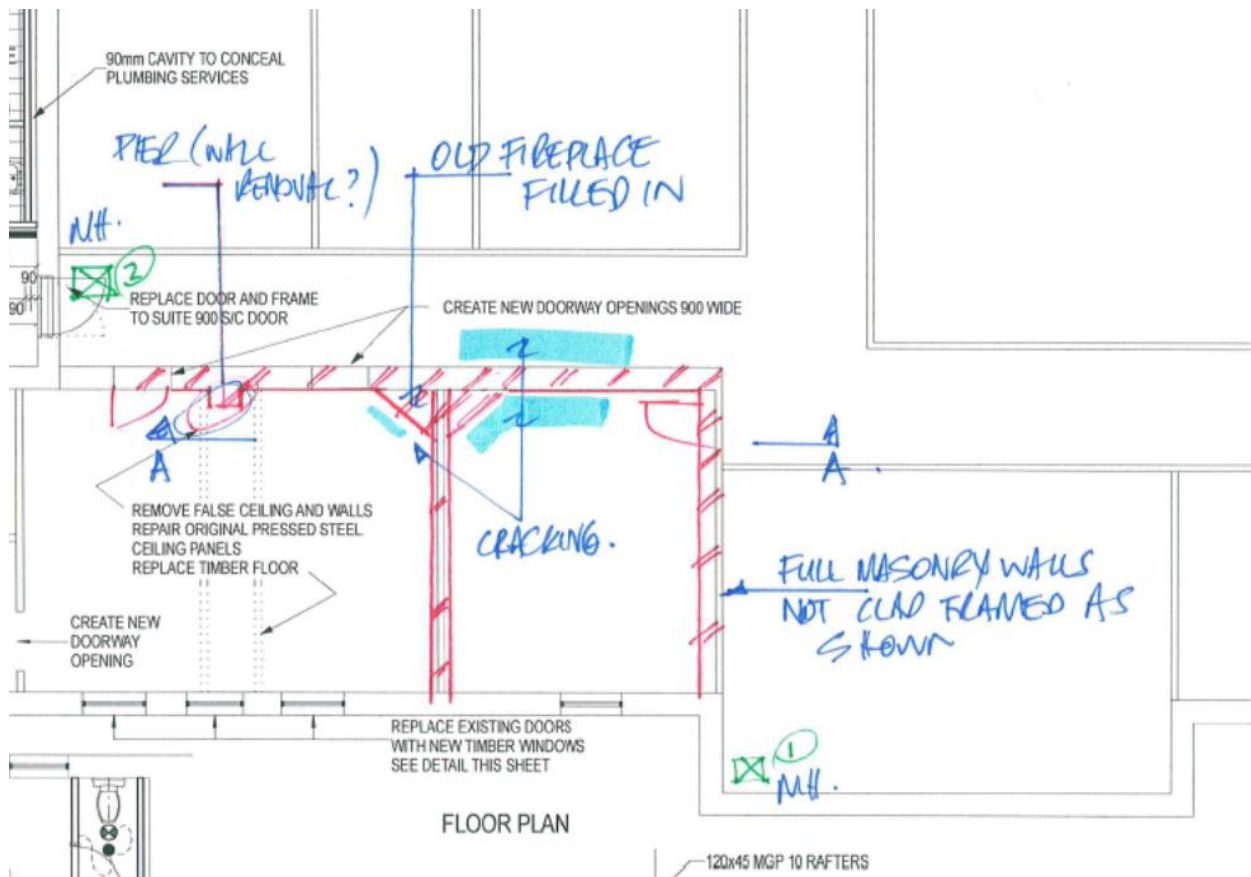 90mm CAVITY TO CONCEAL
PLUMBING SERVICES
PIER (WALL
REMOVAL?)
OLD FIREPLACE
FILLED IN
MH.
2
90
90
REPLACE DOOR AND FRAME
TO SUITE 900 S/C DOOR
CREATE NEW DOORWAY OPENINGS 900 WIDE
A
A
A.
REMOVE FALSE CEILING AND WALLS
REPAIR ORIGINAL PRESSED STEEL
CEILING PANELS
REPLACE TIMBER FLOOR
CRACKING.
FULL MASONRY WALLS
NOT CLAD FRAMED AS
SHOWN
CREATE NEW
DOORWAY
OPENING
REPLACE EXISTING DOORS
WITH NEW TIMBER WINDOWS
SEE DETAIL THIS SHEET
1
MH.
FLOOR PLAN
120x45 MGP 10 RAFTERS